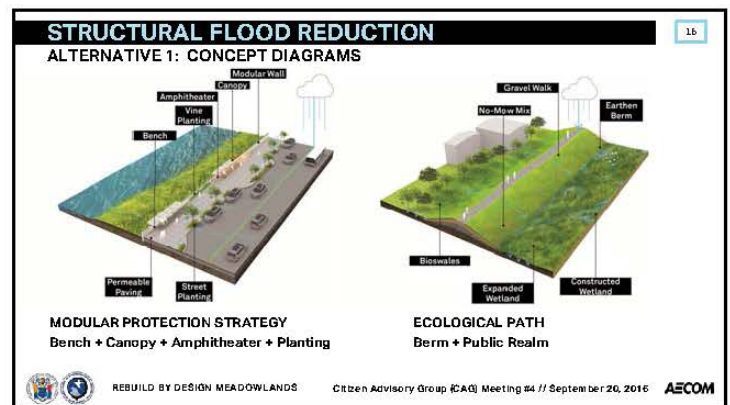 STRUCTURAL FLOOD REDUCTION
16
ALTERNATIVE 1: CONCEPT DIAGRAMS
Modular Wall
Canopy
Amphitheater
Vine
Planting
Bench
Permeable
Paving
Street
Planting
Gravel Walk
No-Mow Mix
Earthen
Berm
Bioswales
Expanded
Wetland
Constructed
Wetland
MODULAR PROTECTION STRATEGY
Bench + Canopy + Amphitheater + Planting
ECOLOGICAL PATH
Berm + Public Realm
REBUILD BY DESIGN MEADOWLANDS
Citizen Advisory Group (CAG) Meeting #4 // September 20, 2016
AECOM